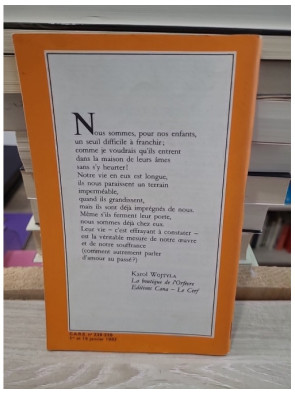 Nous sommes, pour nos enfants,
un seuil difficile à franchir;
comme je voudrais qu'ils entrent
dans la maison de leurs âmes
sans s'y heurter!
Notre vie en eux est longue,
ils nous paraissent un terrain
imperméable,
quand ils grandissent,
mais ils sont déjà imprégnés de nous.
Même s'ils ferment leur porte,
nous sommes déjà chez eux.
Leur vie – c'est effrayant à constater –
est la véritable mesure de notre œuvre
et de notre souffrance
(comment autrement parler
d'amour au passé?)
Karol Wojtyla
La boutique de l'Orfèvre
Editions Cana – Le Cerf
janvier 1980